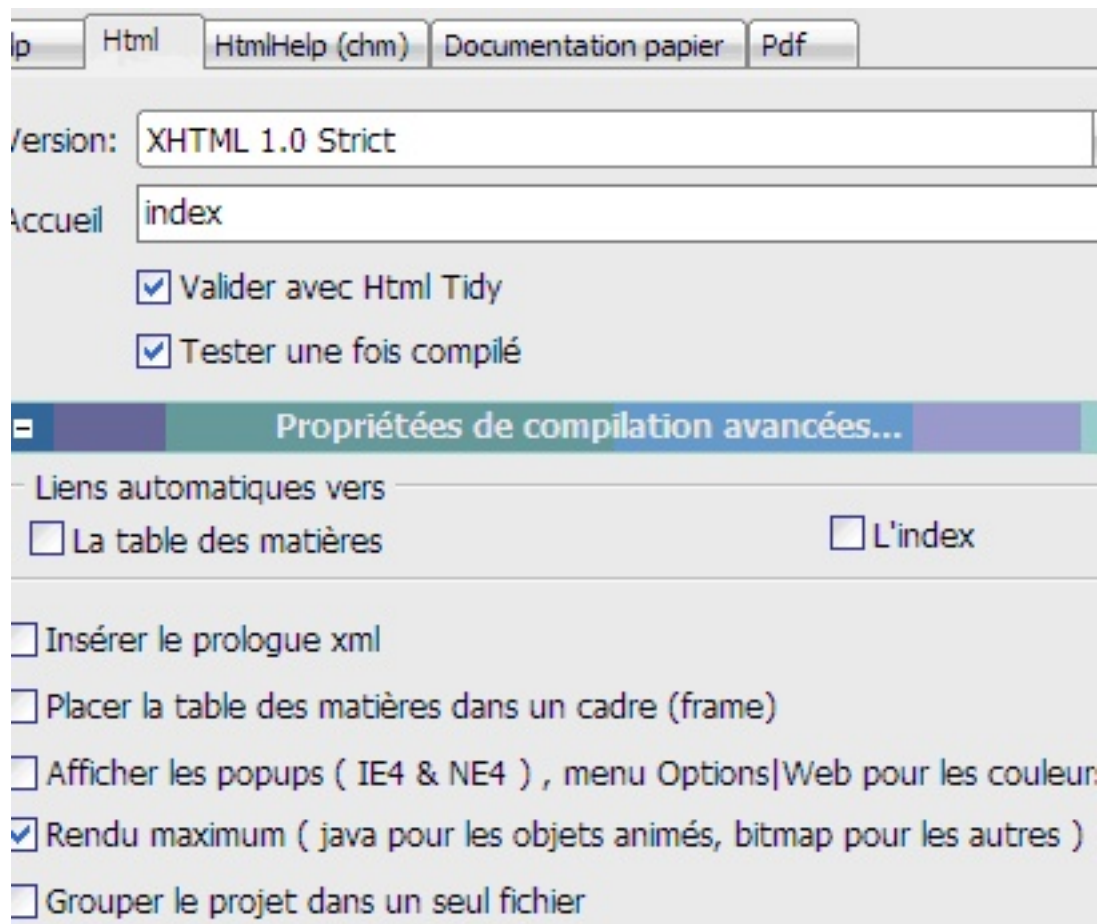 lp Html HtmlHelp (chm) Documentation papier Pdf
Version: XHTML 1.0 Strict
Accueil index
Valider avec Html Tidy
Tester une fois compilé
Propriétées de compilation avancées...
Liens automatiques vers
La table des matières L'index
Insérer le prologue xml
Placer la table des matières dans un cadre (frame)
Afficher les popups ( IE4 & NE4 ) , menu Options|Web pour les couleurs
Rendu maximum ( java pour les objets animés, bitmap pour les autres )
Grouper le projet dans un seul fichier